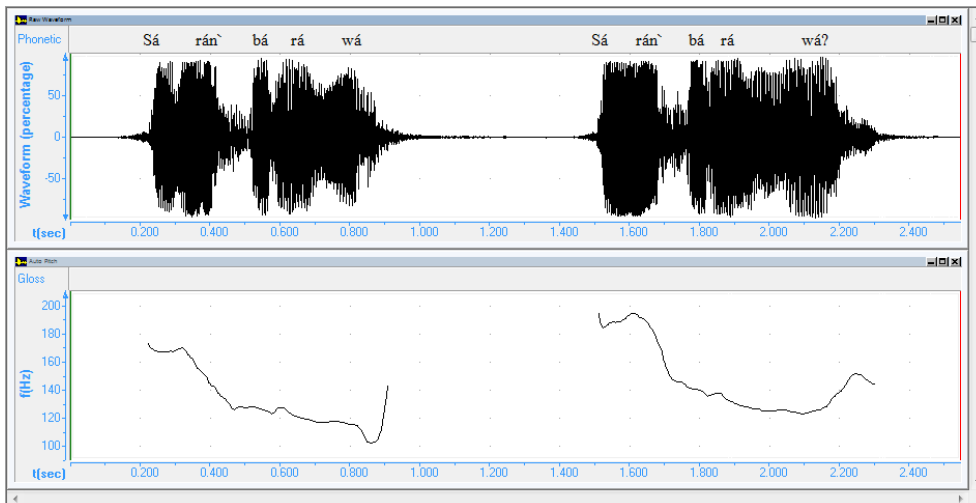 Raw Waveform
Phonetic Sá rán` bá rá wá Sá rán` bá rá wá?
Waveform (percentage)
50
0
-50
t(sec) 0.200 0.400 0.600 0.800 1.000 1.200 1.400 1.600 1.800 2.000 2.200 2.400
Auto Pitch
Gloss
f(Hz)
200
180
160
140
120
100
t(sec) 0.200 0.400 0.600 0.800 1.000 1.200 1.400 1.600 1.800 2.000 2.200 2.400